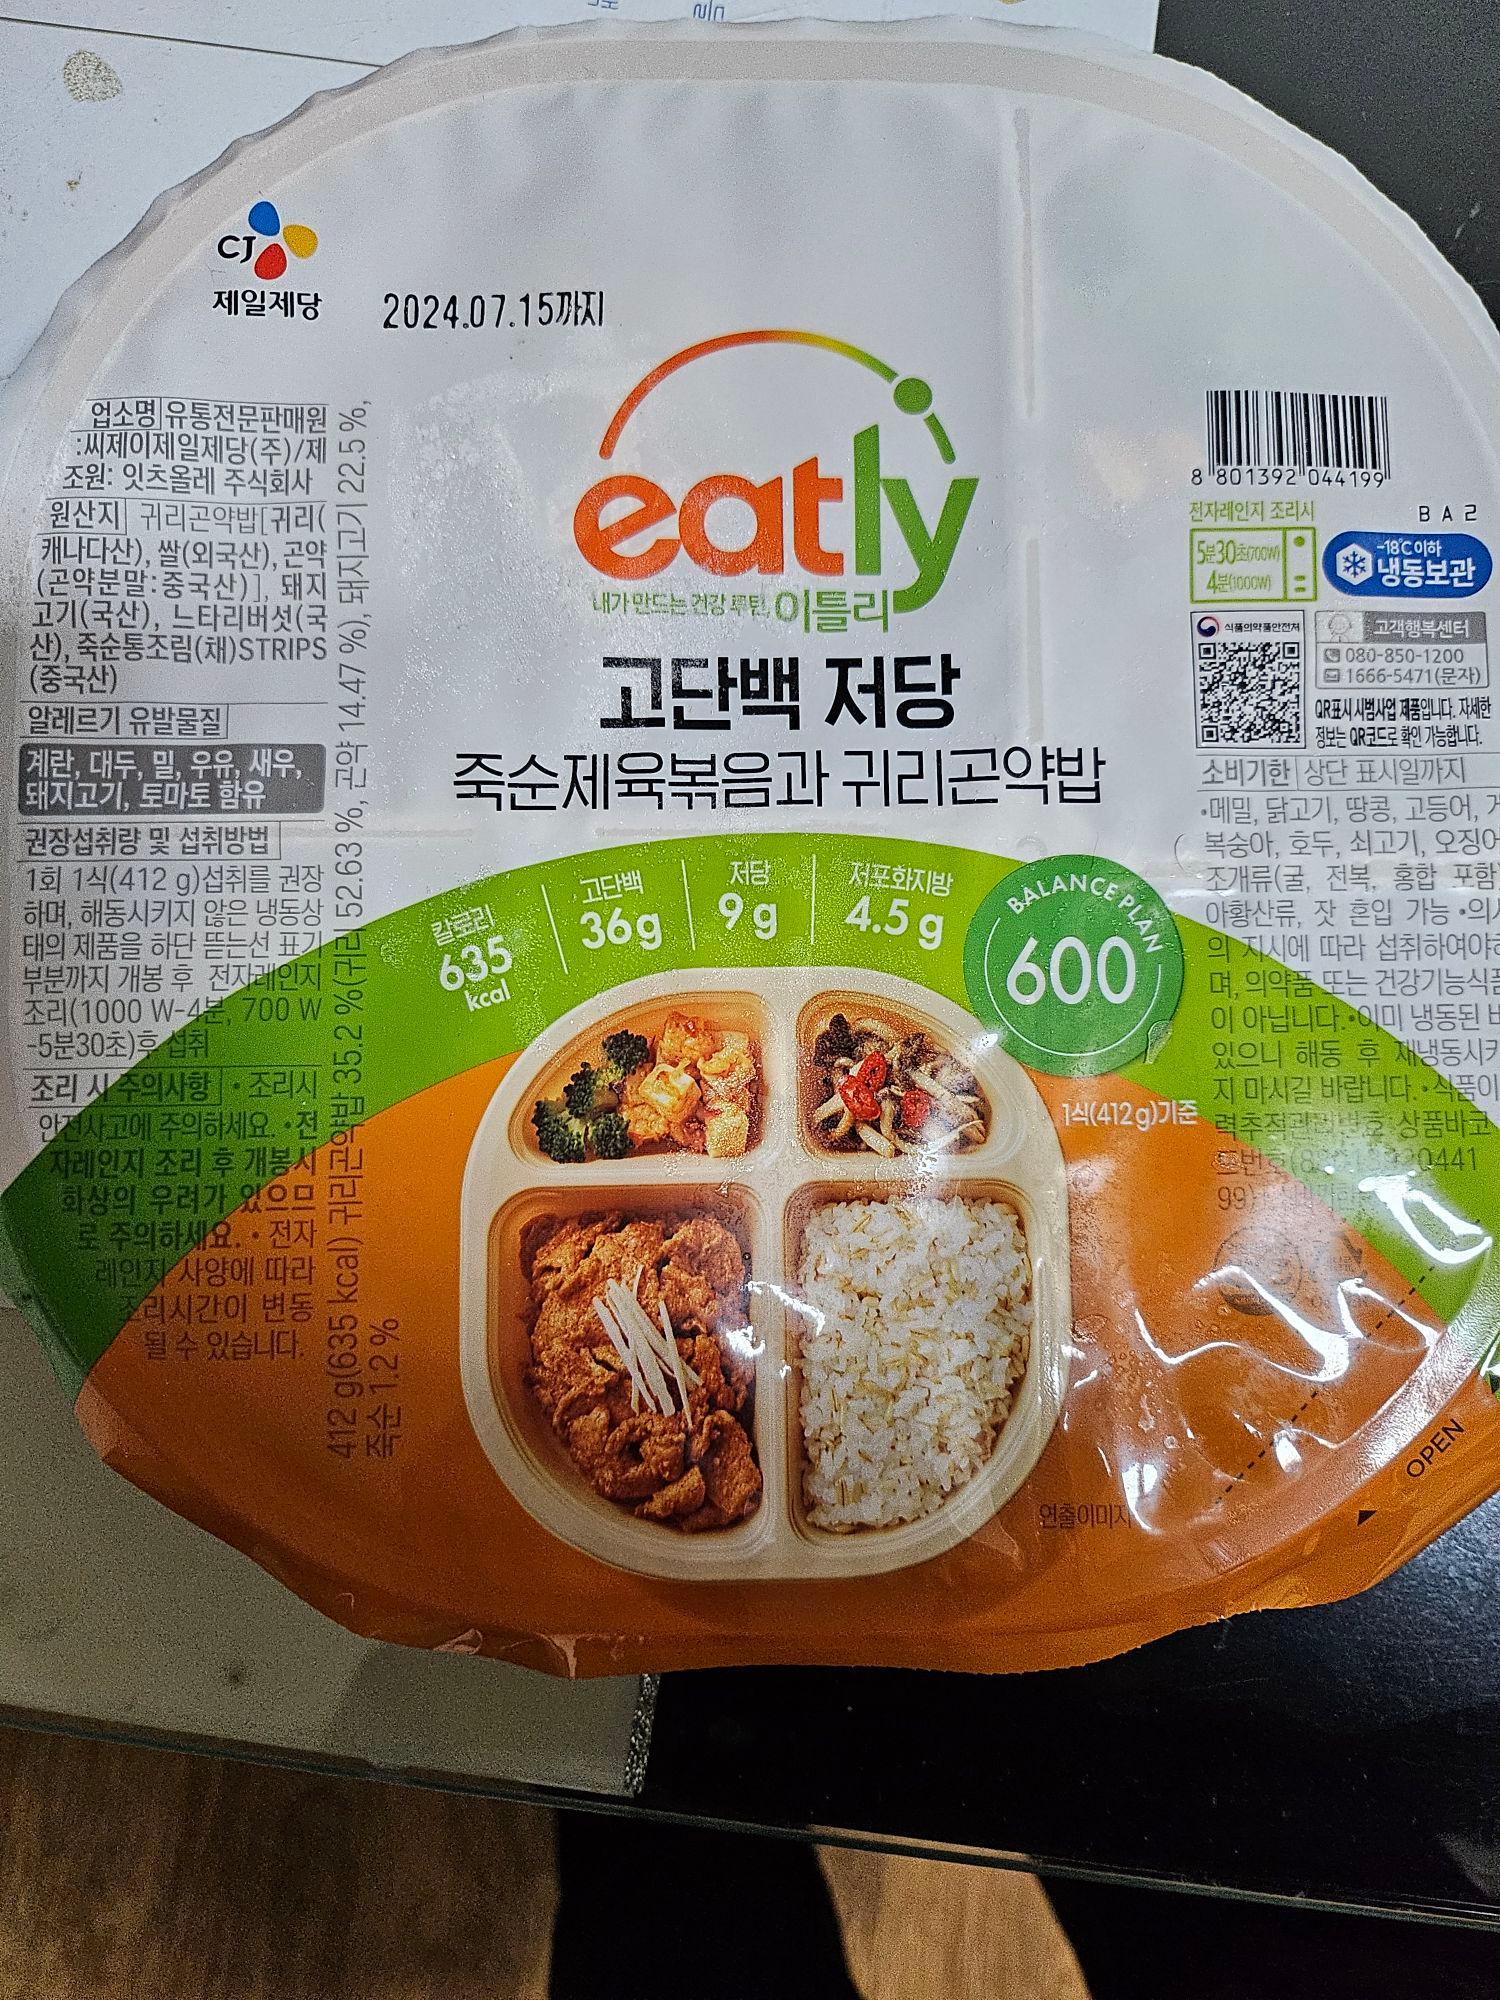 CJ
제일제당
2024.07.15까지
eatly
내가 만드는 건강 루틴, 이틀리
고단백 저당
죽순제육볶음과 귀리곤약밥
칼로리
635
kcal
고단백
36g
저당
9g
저포화지방
4.5 g
BALANCE PLAN
600
1식(412g)기준
연출이미지
OPEN
업소명 유통전문판매원
:씨제이제일제당(주)/제
조원: 잇츠올레 주식회사
원산지 귀리곤약밥[귀리(
캐나다산), 쌀(외국산), 곤약
(곤약분말:중국산)], 돼지
고기(국산), 느타리버섯(국
산), 죽순통조림(채)STRIPS
(중국산)
알레르기 유발물질
계란, 대두, 밀, 우유, 새우,
돼지고기, 토마토 함유
권장섭취량 및 섭취방법
1회 1식(412 g)섭취를 권장
하며, 해동시키지 않은 냉동상
태의 제품을 하단 뜯는선 표기
부분까지 개봉 후 전자레인지
조리(1000 W-4분, 700 W
-5분30초)후 섭취
조리 시 주의사항 · 조리시
안전사고에 주의하세요. ·전
자레인지 조리 후 개봉시
화상의 우려가 있으므
로 주의하세요. · 전자
레인지 사양에 따라
조리시간이 변동
될 수 있습니다.
412 g(635 kcal) 귀리곤약밥 35.2 %(귀리 52.63 %, 곤약 14.47 %), 돼지고기 22.5 %,
죽순 1.2 %
8 801392 044199
전자레인지 조리시
BA2
5분30초(700W)
4분(1000W)
-18℃이하
냉동보관
식품의약품안전처
고객행복센터
080-850-1200
1666-5471(문자)
QR표시 시범사업 제품입니다. 자세한
정보는 QR코드로 확인 가능합니다.
소비기한 상단 표시일까지
·메밀, 닭고기, 땅콩, 고등어,
복숭아, 호두, 쇠고기, 오징어
조개류(굴, 전복, 홍합 포함
아황산류, 잣 혼입 가능 ·의사
의 지시에 따라 섭취하여야하
며, 의약품 또는 건강기능식품
이 아닙니다.·이미 냉동된 바
있으니 해동 후 재냉동시키
지 마시길 바랍니다.·식품이
력추적관리번호: 상품바코
99)